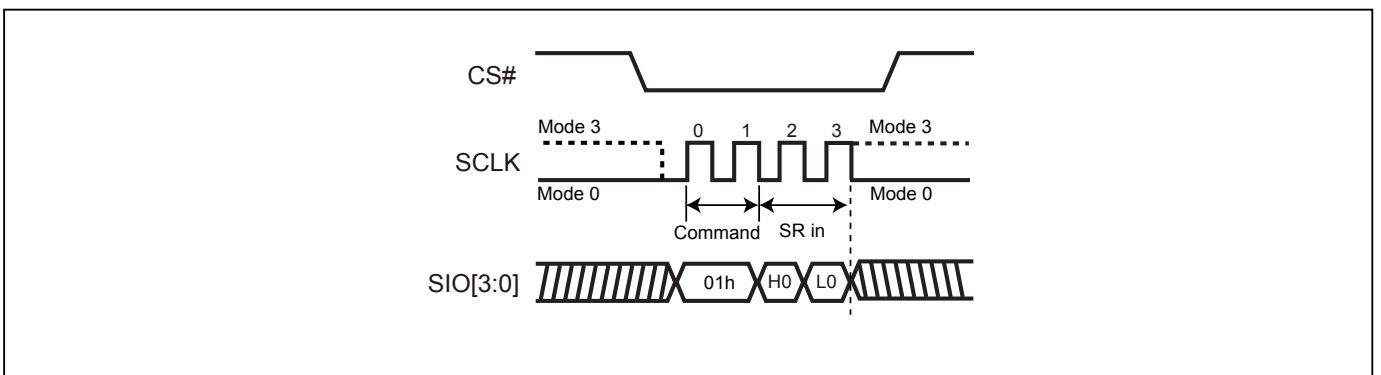 CS#
Mode 3 0 1 2 3 Mode 3
SCLK
Mode 0 Mode 0
Command SR in
SIO[3:0] 01h H0 L0